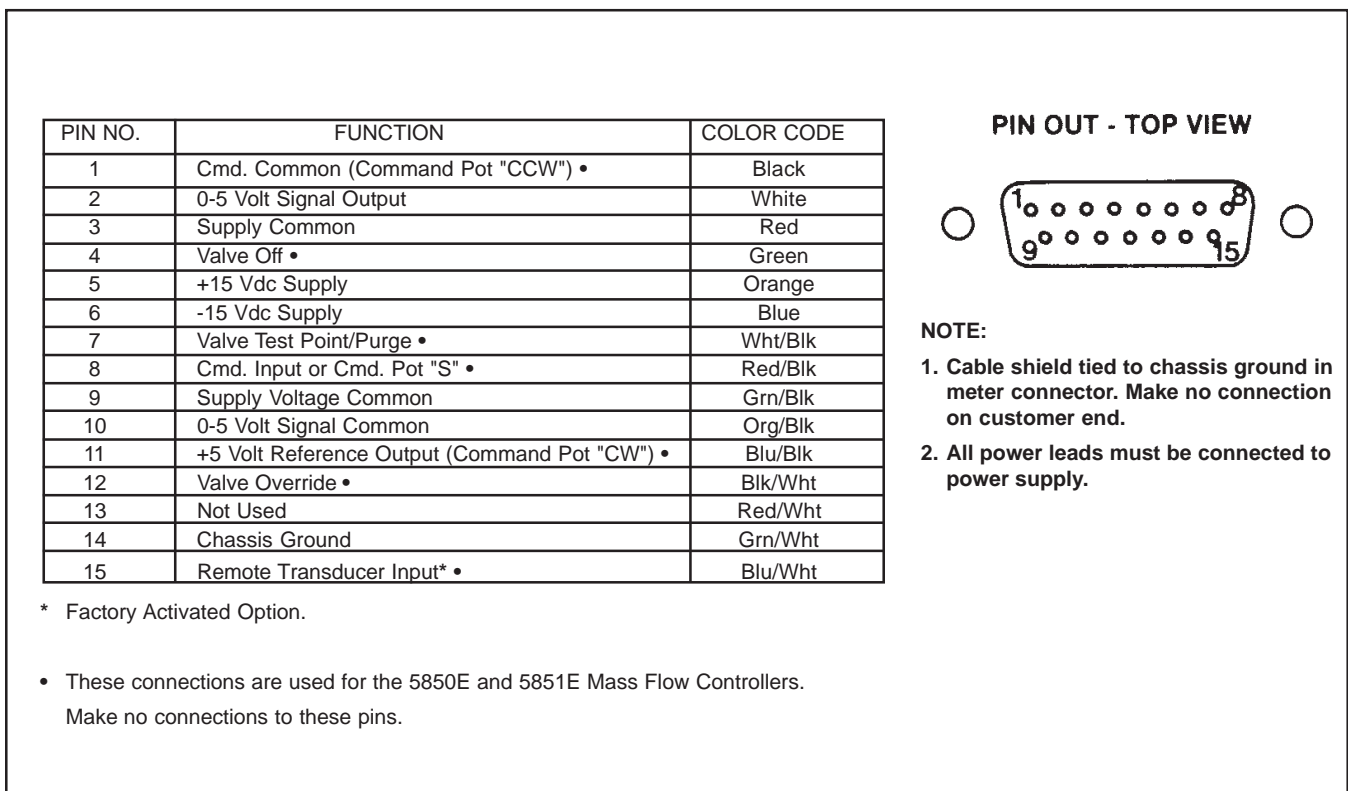 PIN NO. FUNCTION COLOR CODE
1 Cmd. Common (Command Pot "CCW") • Black
2 0-5 Volt Signal Output White
3 Supply Common Red
4 Valve Off • Green
5 +15 Vdc Supply Orange
6 -15 Vdc Supply Blue
7 Valve Test Point/Purge • Wht/Blk
8 Cmd. Input or Cmd. Pot "S" • Red/Blk
9 Supply Voltage Common Grn/Blk
10 0-5 Volt Signal Common Org/Blk
11 +5 Volt Reference Output (Command Pot "CW") • Blu/Blk
12 Valve Override • Blk/Wht
13 Not Used Red/Wht
14 Chassis Ground Grn/Wht
15 Remote Transducer Input* • Blu/Wht
* Factory Activated Option.
• These connections are used for the 5850E and 5851E Mass Flow Controllers.
Make no connections to these pins.
PIN OUT - TOP VIEW
1 8
9 15
NOTE:
1. Cable shield tied to chassis ground in
meter connector. Make no connection
on customer end.
2. All power leads must be connected to
power supply.